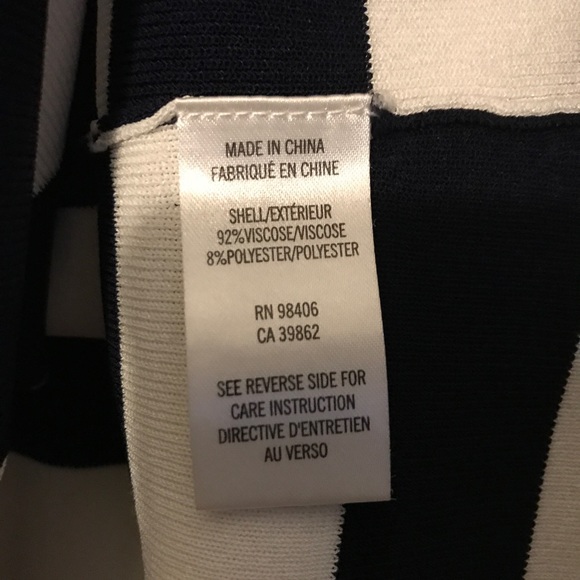 MADE IN CHINA
FABRIQUÉ EN CHINE
SHELL/EXTÉRIEUR
92%VISCOSE/VISCOSE
8%POLYESTER/POLYESTER
RN 98406
CA 39862
SEE REVERSE SIDE FOR
CARE INSTRUCTION
DIRECTIVE D'ENTRETIEN
AU VERSO